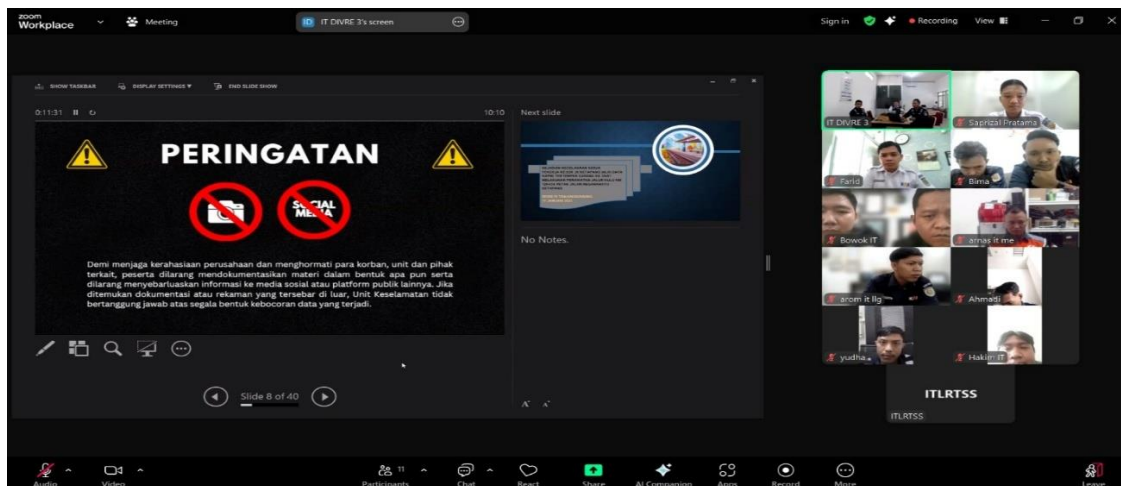 zoom
Workplace
Meeting
ID IT DIVRE 3's screen
Sign in
Recording
View
SHOW TASKBAR
DISPLAY SETTINGS
END SLIDE SHOW
0:11:31
10:10
Next slide
PERINGATAN
SOCIAL
MEDIA
Demi menjaga kerahasiaan perusahaan dan menghormati para korban, unit dan pihak
terkait, peserta dilarang mendokumentasikan materi dalam bentuk apa pun serta
dilarang menyebarluaskan informasi ke media sosial atau platform publik lainnya. Jika
ditemukan dokumentasi atau rekaman yang tersebar di luar, Unit Keselamatan tidak
bertanggung jawab atas segala bentuk kebocoran data yang terjadi.
No Notes.
Slide 8 of 40
A A
IT DIVRE 3
Saprizal Pratama
Farid
Bima
Bowok IT
arnas it me
arom it llg
Ahmadi
yudha
Hakim IT
ITLRTSS
ITLRTSS
Audio
Video
11
Participants
Chat
React
Share
AI Companion
Apps
Record
More
Leave